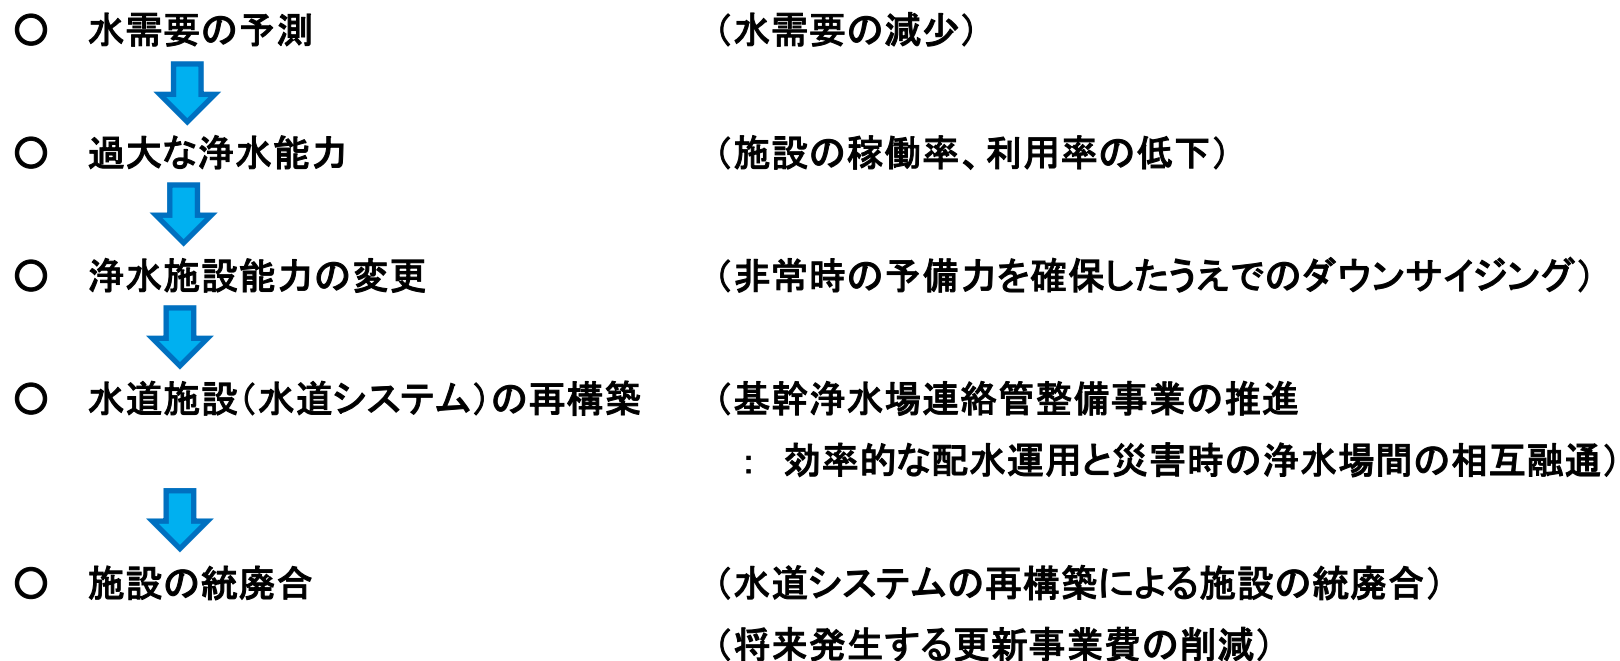 ○ 水需要の予測 （水需要の減少）
○ 過大な浄水能力 （施設の稼働率、利用率の低下）
○ 浄水施設能力の変更 （非常時の予備力を確保したうえでのダウンサイジング）
○ 水道施設（水道システム）の再構築 （基幹浄水場連絡管整備事業の推進
： 効率的な配水運用と災害時の浄水場間の相互融通）
○ 施設の統廃合 （水道システムの再構築による施設の統廃合）
（将来発生する更新事業費の削減）